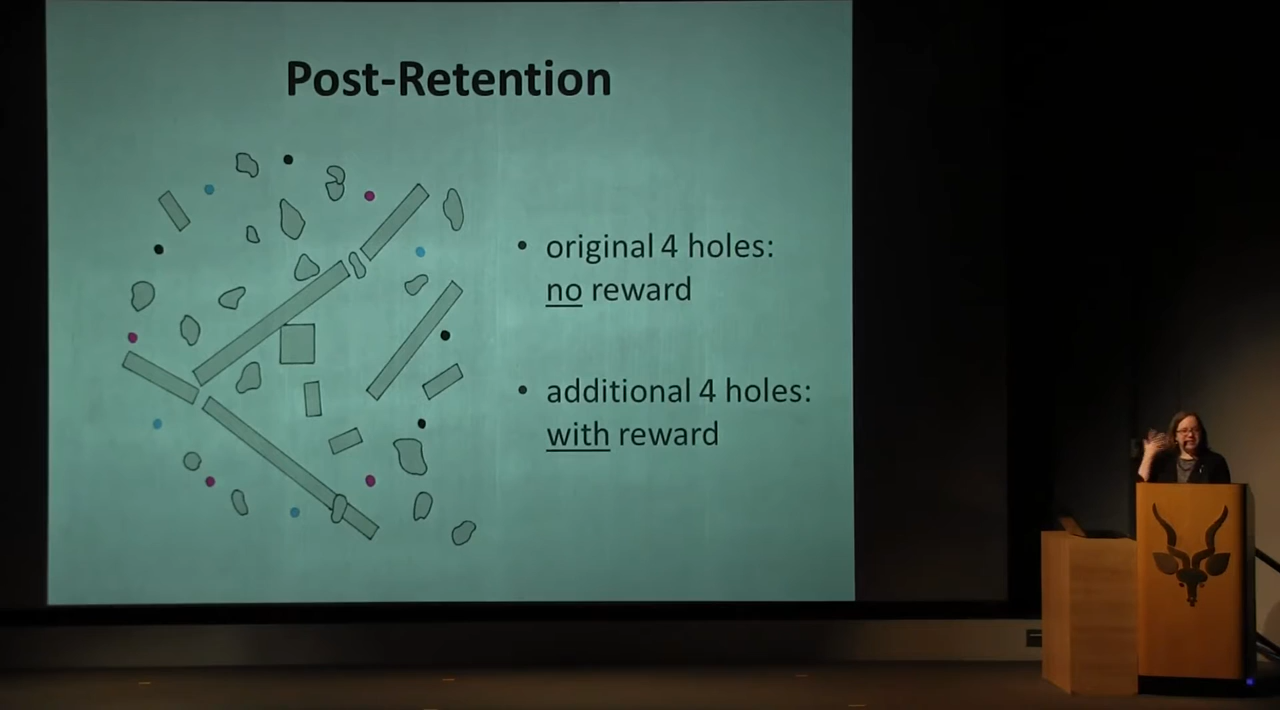 Post-Retention
• original 4 holes:
no reward
• additional 4 holes:
with reward